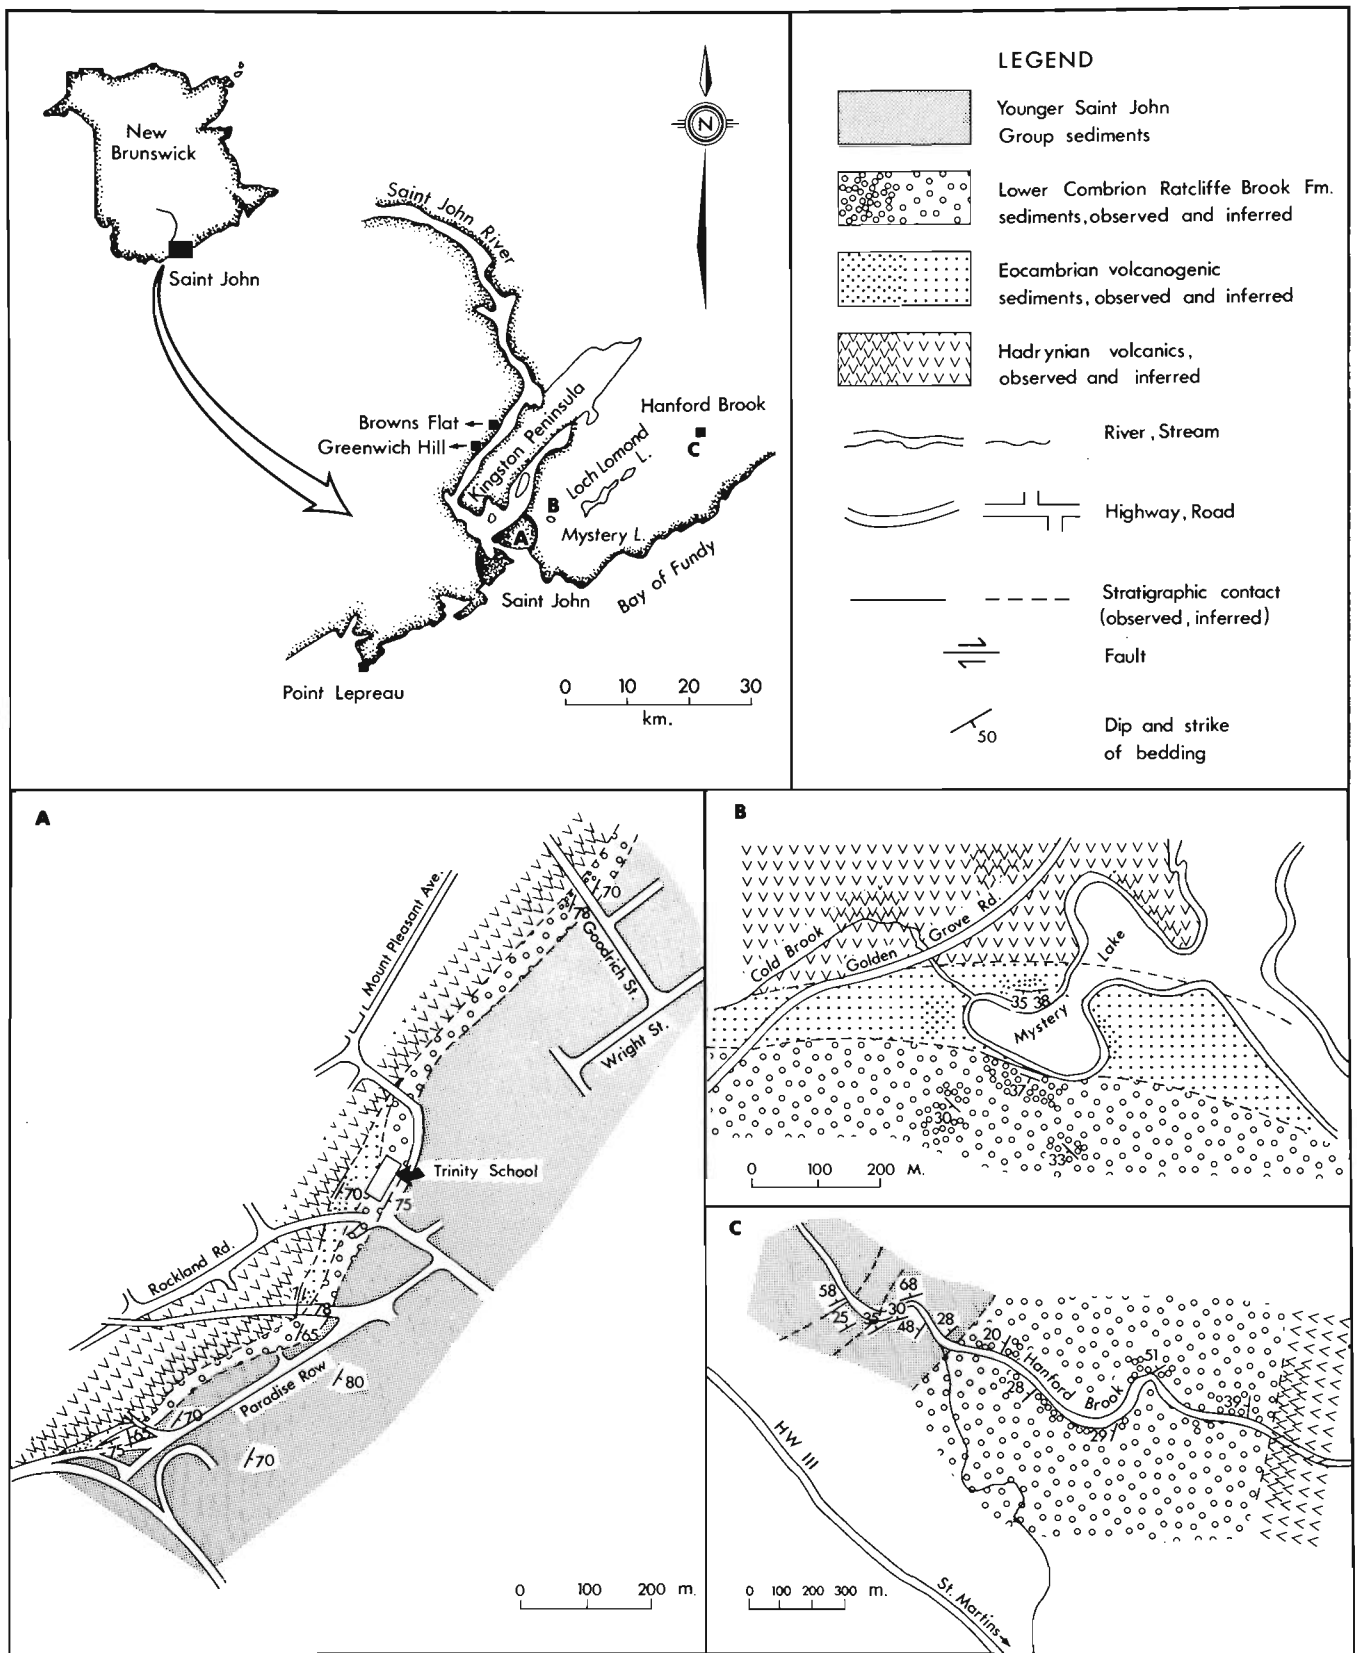 New
Brunswick
Saint John
N
Saint John River
Browns Flat
Greenwich Hill
Kingston Peninsula
Hanford Brook
C
Loch Lomond
L.
B
A
Mystery L.
Bay of Fundy
Saint John
Point Lepreau
0 10 20 30
km.
LEGEND
Younger Saint John
Group sediments
Lower Combrion Ratcliffe Brook Fm.
sediments, observed and inferred
Eocambrian volcanogenic
sediments, observed and inferred
Hadrynian volcanics,
observed and inferred
River, Stream
Highway, Road
Stratigraphic contact
(observed, inferred)
Fault
50
Dip and strike
of bedding
A
Mount Pleasant Ave.
70
78
Goodrich St.
Wright St.
Trinity School
70
75
Rockland Rd.
78
65
80
Paradise Row
70
65
75
70
0 100 200 m.
B
Cold Brook
Golden Grove Rd.
Lake
35 38
Mystery
37
30
33
0 100 200 M.
C
58
68
25
35
30
48
28
20
Hanford
Brook
28
51
39
29
HW III
St. Martins
0 100 200 300 m.